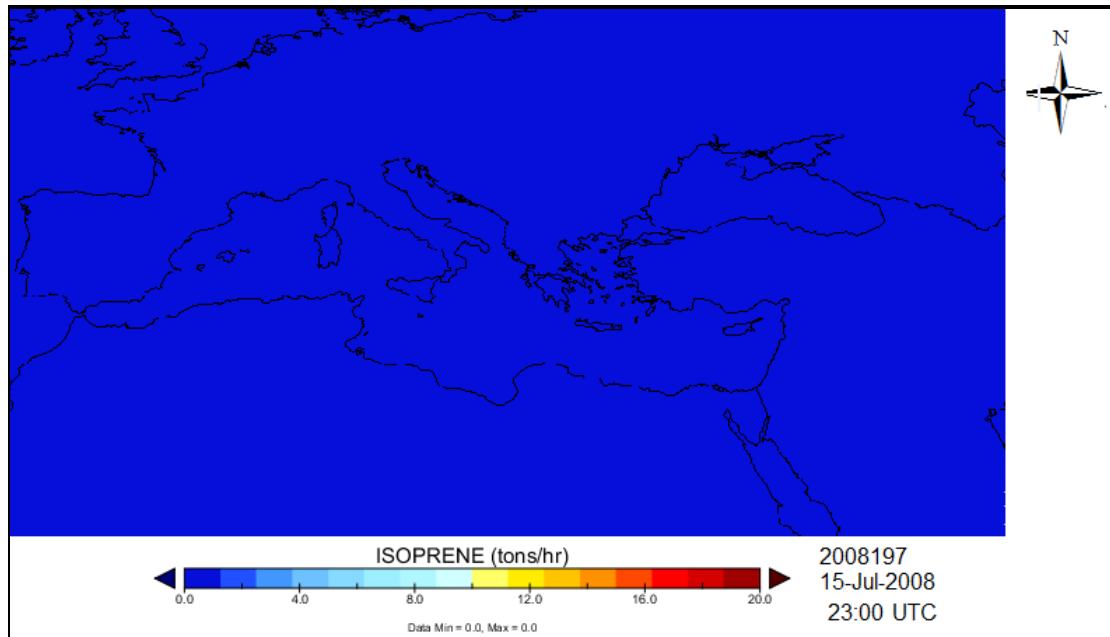 N
ISOPRENE (tons/hr)
0.0 4.0 8.0 12.0 16.0 20.0
Data Min = 0.0, Max = 0.0
2008197
15-Jul-2008
23:00 UTC